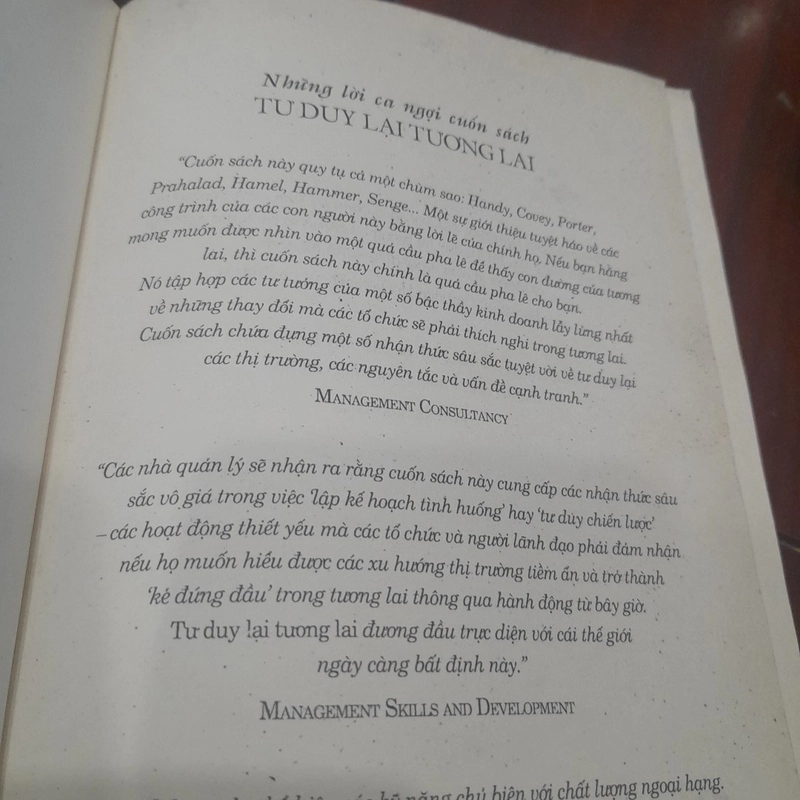 Những lời ca ngợi cuốn sách
TƯ DUY LẠI TƯƠNG LAI
“Cuốn sách này quy tụ cả một chùm sao: Handy, Covey, Porter,
Prahalad, Hamel, Hammer, Senge... Một sự giới thiệu tuyệt hảo về các
công trình của các con người này bằng lời lẽ của chính họ. Nếu bạn hằng
mong muốn được nhìn vào một quả cầu pha lê để thấy con đường của tương
lai, thì cuốn sách này chính là quả cầu pha lê cho bạn.
Nó tập hợp các tư tưởng của một số bậc thầy kinh doanh lẫy lừng nhất
về những thay đổi mà các tổ chức sẽ phải thích nghi trong tương lai.
Cuốn sách chứa đựng một số nhận thức sâu sắc tuyệt vời về tư duy lại
các thị trường, các nguyên tắc và vấn đề cạnh tranh.”
MANAGEMENT CONSULTANCY
“Các nhà quản lý sẽ nhận ra rằng cuốn sách này cung cấp các nhận thức sâu
sắc vô giá trong việc ‘lập kế hoạch tình huống’ hay ‘tư duy chiến lược’
– các hoạt động thiết yếu mà các tổ chức và người lãnh đạo phải đảm nhận
nếu họ muốn hiểu được các xu hướng thị trường tiềm ẩn và trở thành
‘kẻ đứng đầu’ trong tương lai thông qua hành động từ bây giờ.
Tư duy lại tương lai đương đầu trực diện với cái thế giới
ngày càng bất định này.”
MANAGEMENT SKILLS AND DEVELOPMENT
kỹ năng chủ biên với chất lượng ngoại hạng.